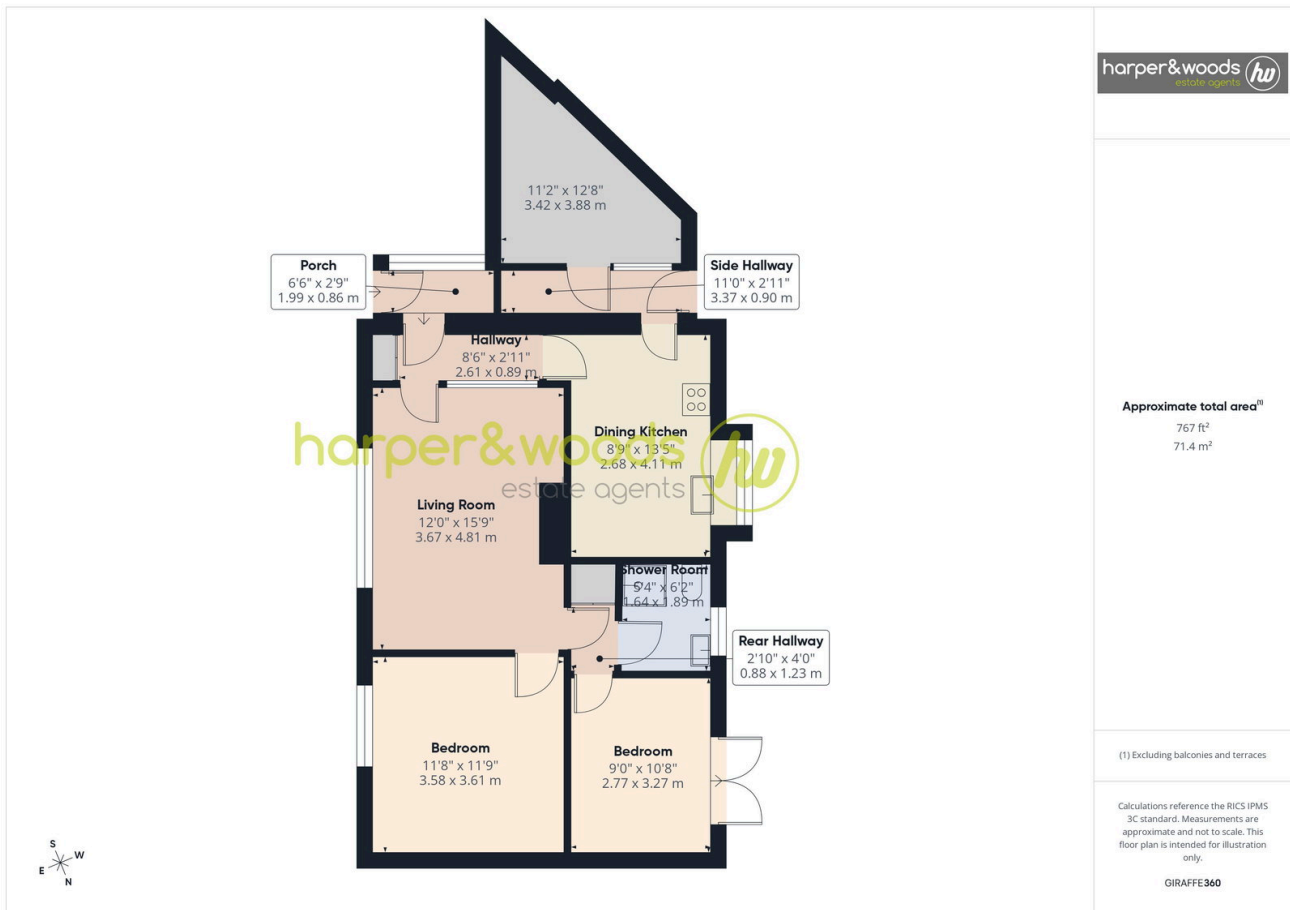 11'2" x 12'8"
3.42 x 3.88 m
Porch
6'6" x 2'9"
1.99 x 0.86 m
Side Hallway
11'0" x 2'11"
3.37 x 0.90 m
Hallway
8'6" x 2'11"
2.61 x 0.89 m
Dining Kitchen
8'9" x 13'5"
2.68 x 4.11 m
harper&woods hw
estate agents
Living Room
12'0" x 15'9"
3.67 x 4.81 m
Shower Room
5'4" x 6'2"
1.64 x 1.89 m
Rear Hallway
2'10" x 4'0"
0.88 x 1.23 m
Bedroom
11'8" x 11'9"
3.58 x 3.61 m
Bedroom
9'0" x 10'8"
2.77 x 3.27 m
S
W
E
N
harper&woods hw
estate agents
Approximate total area(1)
767 ft²
71.4 m²
(1) Excluding balconies and terraces
Calculations reference the RICS IPMS
3C standard. Measurements are
approximate and not to scale. This
floor plan is intended for illustration
only.
GIRAFFE360